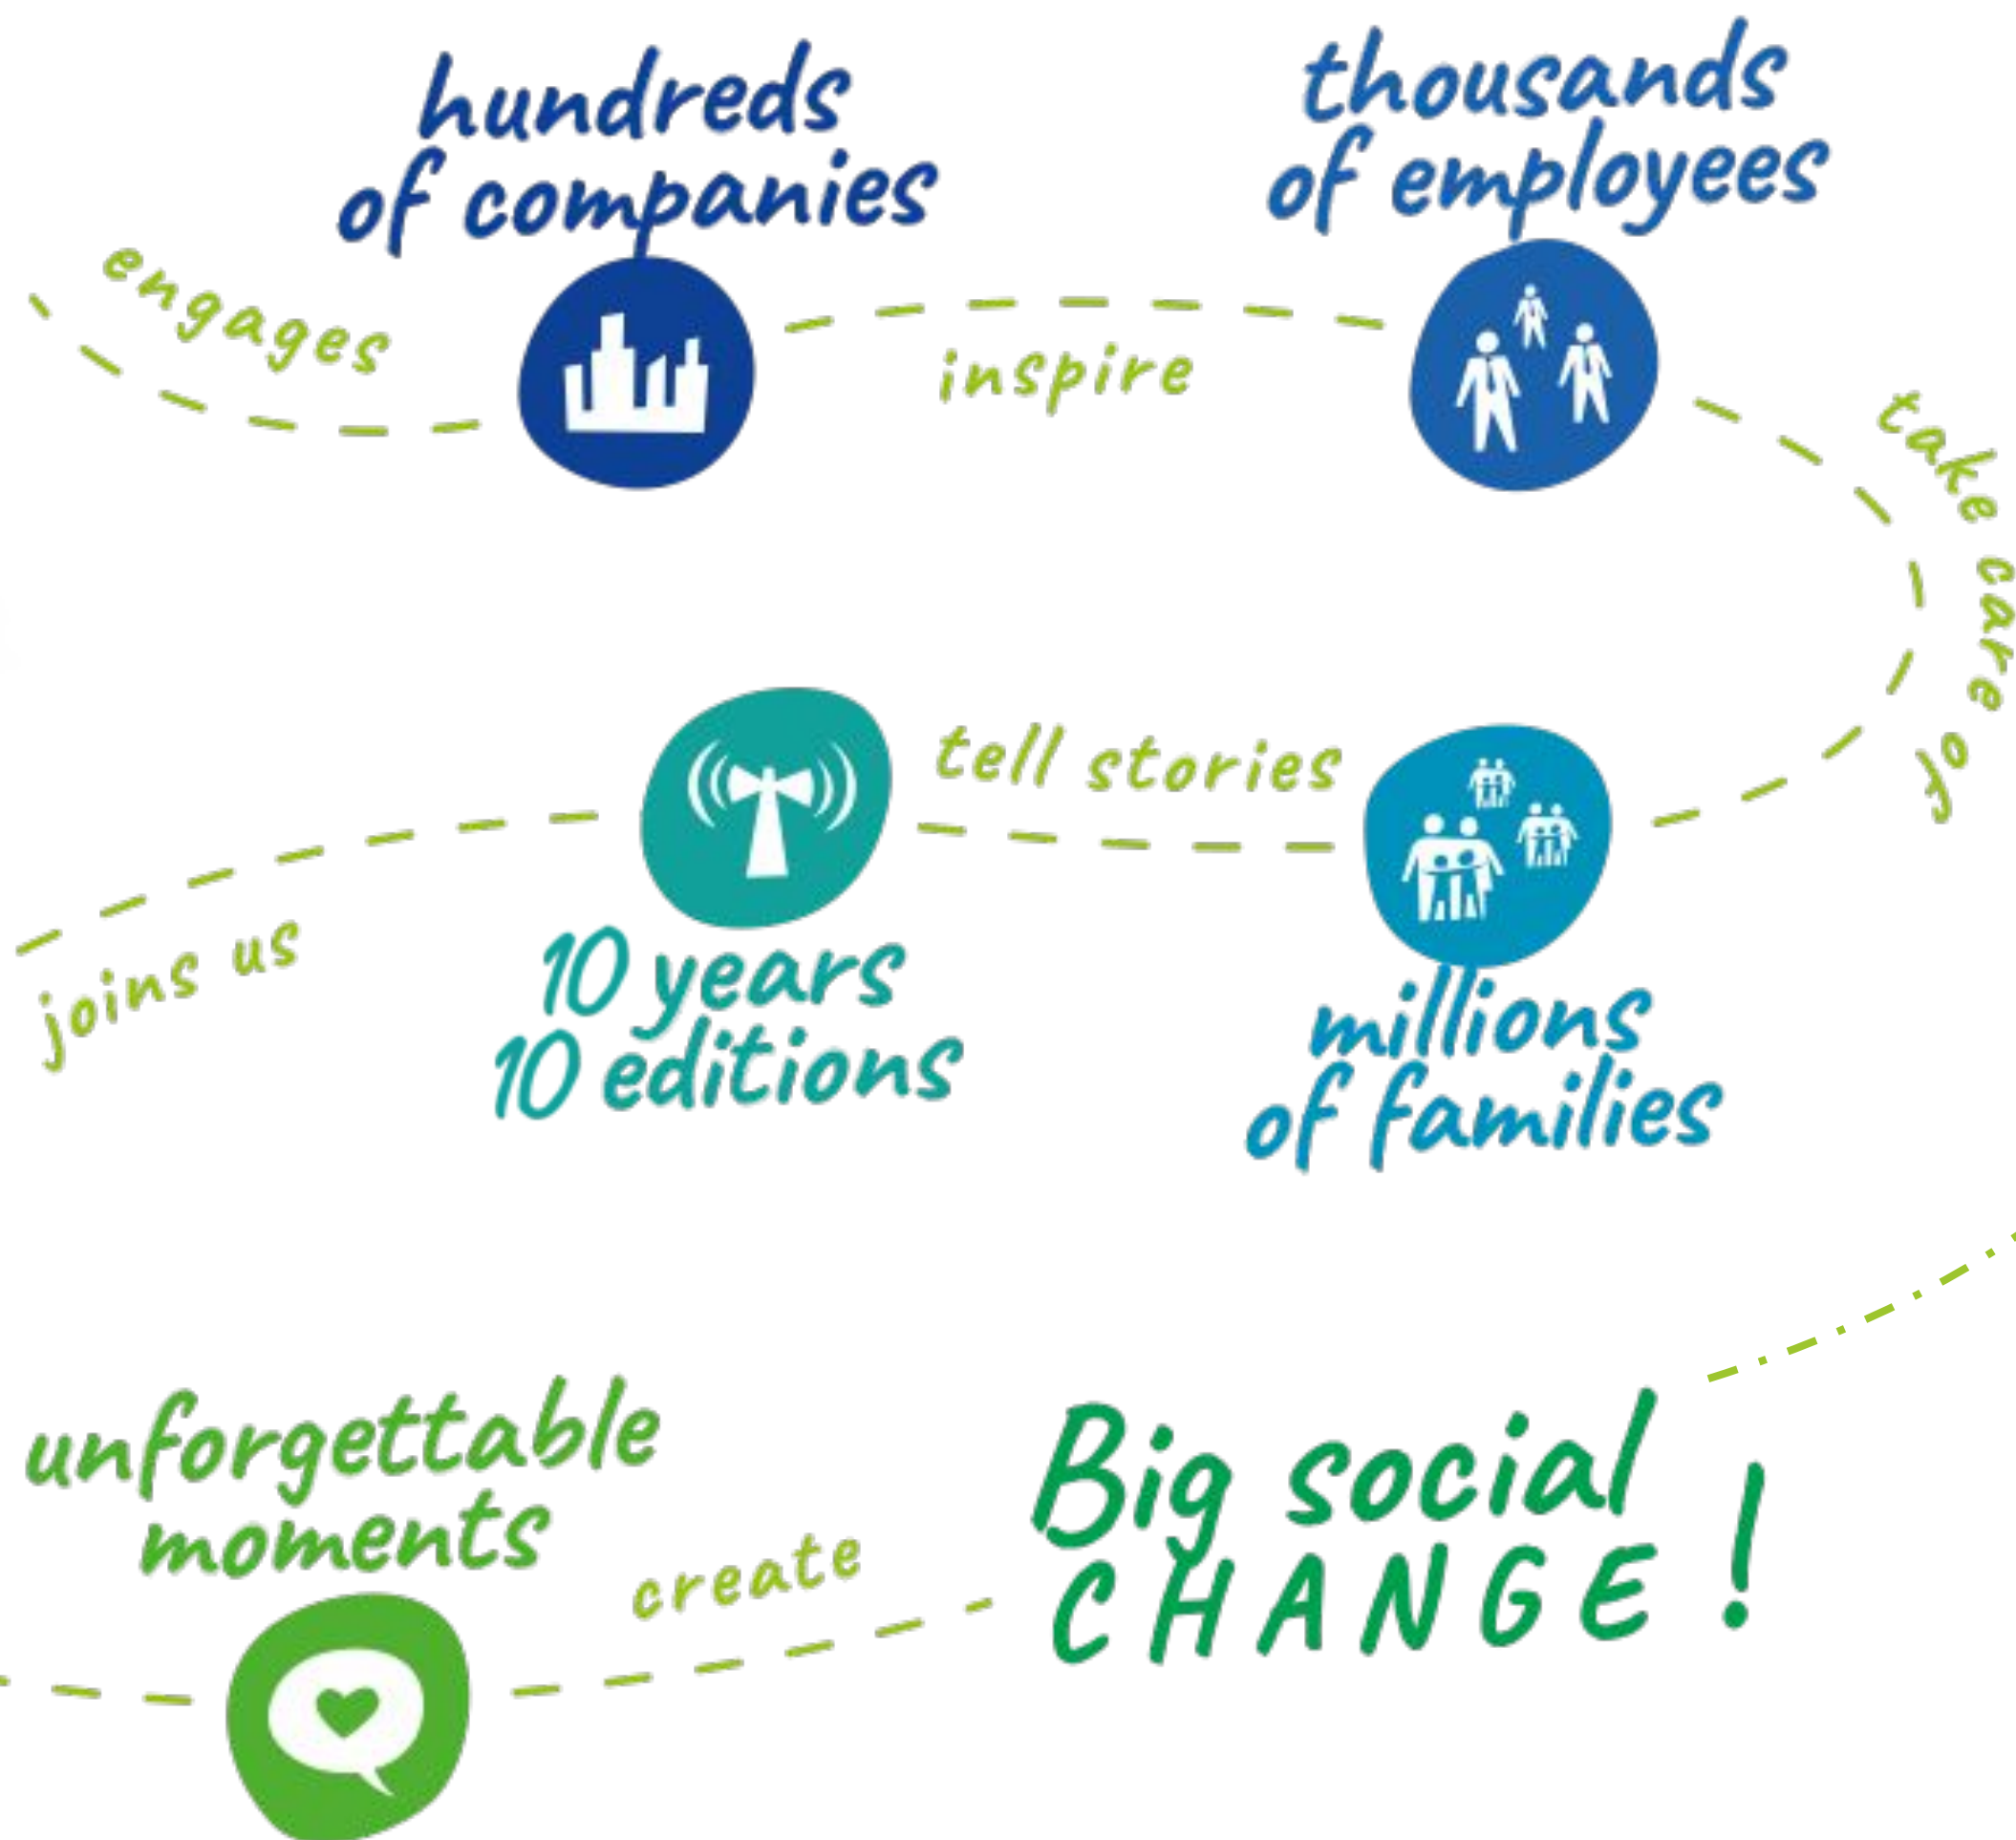 engages
hundreds
of companies
inspire
thousands
of employees
take care of
millions
of families
tell stories
10 years
10 editions
joins us
unforgettable
moments
create
Big social
CHANGE!